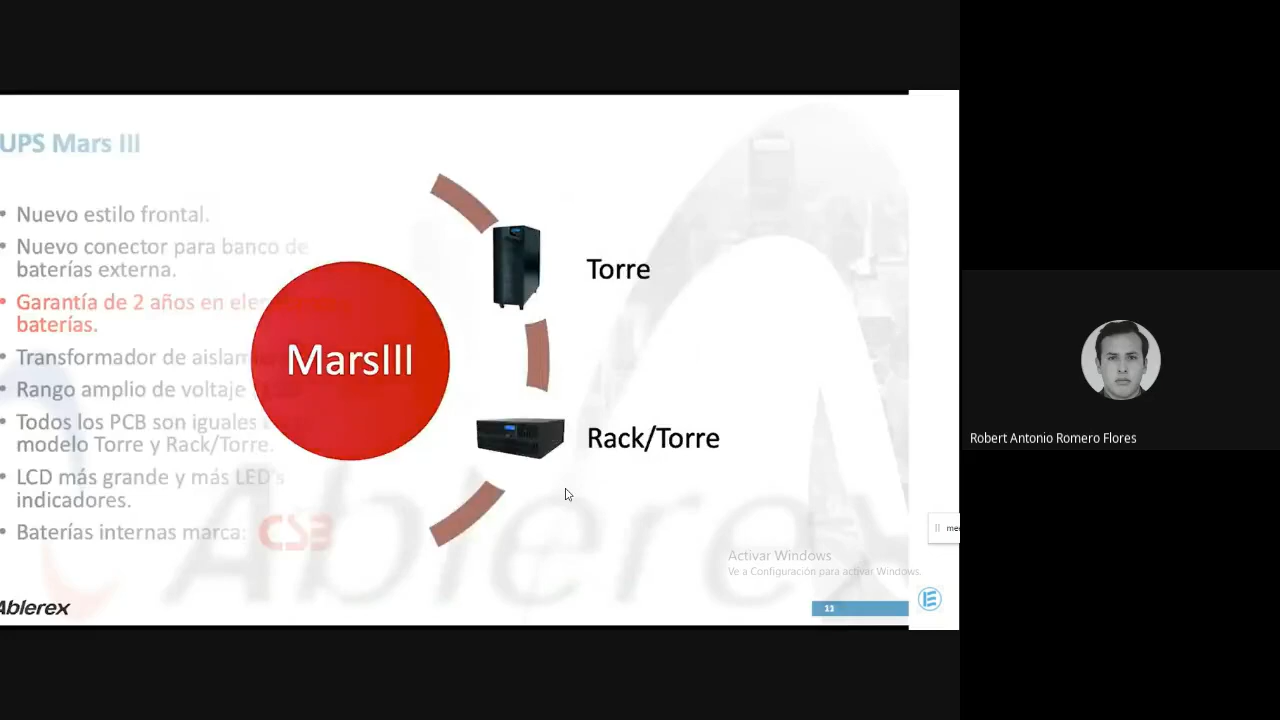 UPS Mars III
• Nuevo estilo frontal.
• Nuevo conector para banco de
baterías externa.
• Garantía de 2 años en
baterías.
• Transformador de
• Rango amplio de voltaje
• Todos los PCB son iguales
modelo Torre y Rack/Torre.
• LCD más grande y más LED's
indicadores.
• Baterías internas marca: CSB
MarsIII
Torre
Rack/Torre
Ablerex
Activar Windows
Ve a Configuración para activar Windows.
Ablerex
13
Robert Antonio Romero Flores